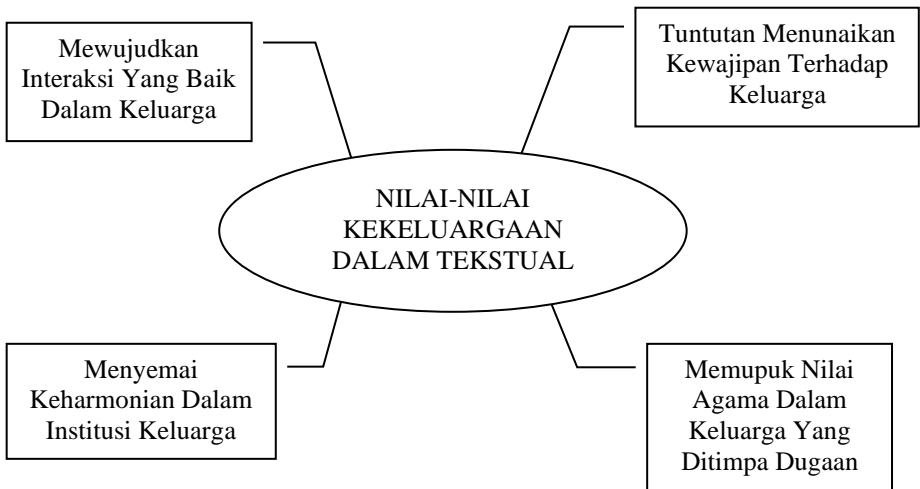 Mewujudkan
Interaksi Yang Baik
Dalam Keluarga
Tuntutan Menunaikan
Kewajipan Terhadap
Keluarga
NILAI-NILAI
KEKELUARGAAN
DALAM TEKSTUAL
Menyemai
Keharmonian Dalam
Institusi Keluarga
Memupuk Nilai
Agama Dalam
Keluarga Yang
Ditimpa Dugaan